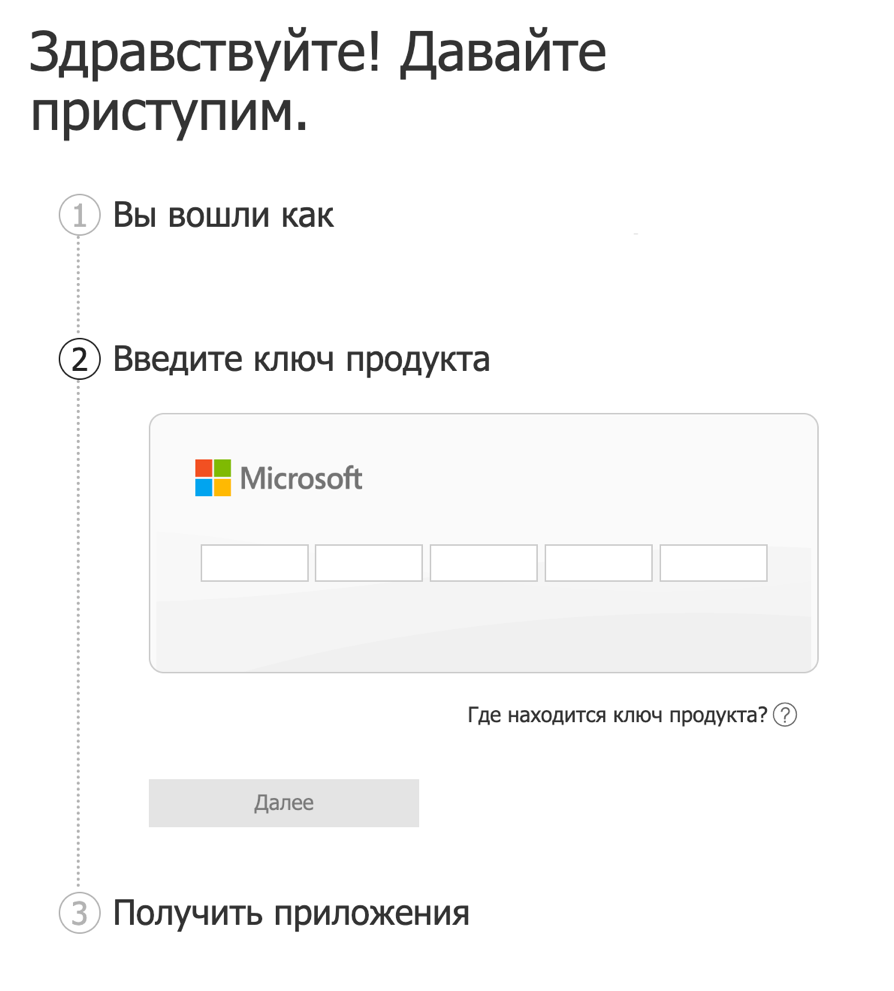 Здравствуйте! Давайте
приступим.
1 Вы вошли как
2 Введите ключ продукта
Microsoft
Где находится ключ продукта? ?
Далее
3 Получить приложения